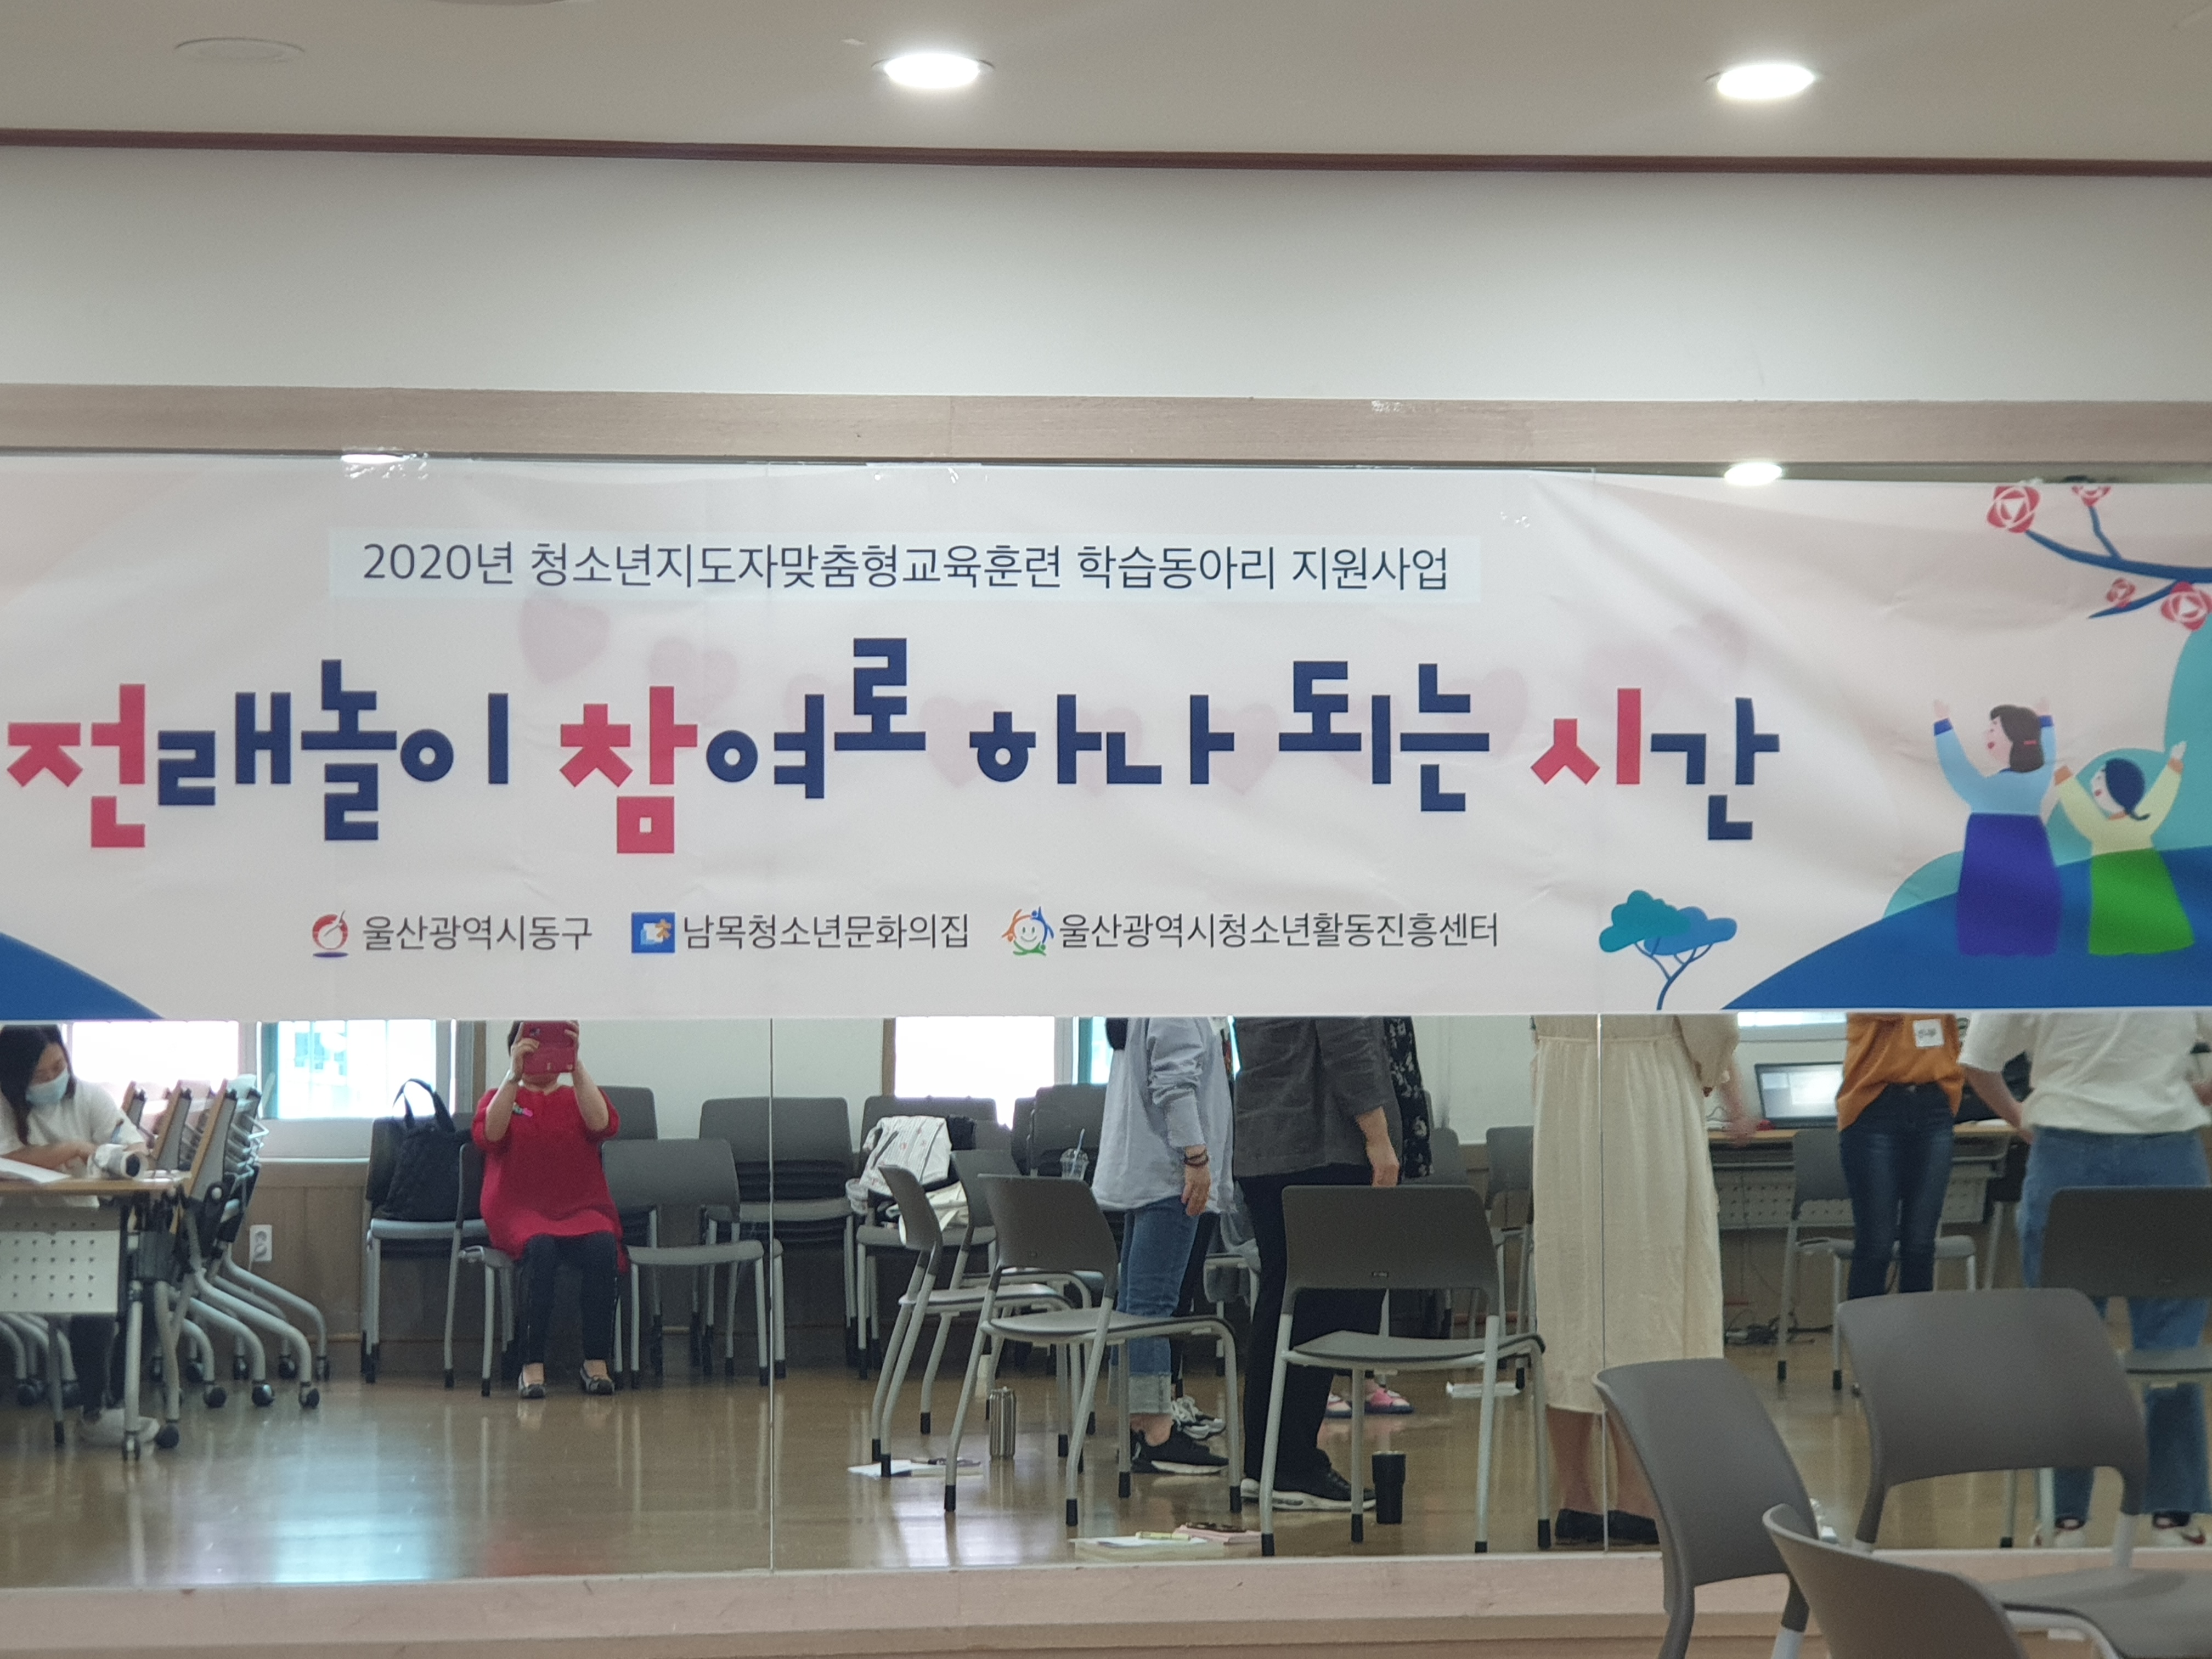 2020년 청소년지도자맞춤형교육훈련 학습동아리 지원사업
전래놀이 참여로 하나 되는 시간
울산광역시동구 남목청소년문화의집 울산광역시청소년활동진흥센터